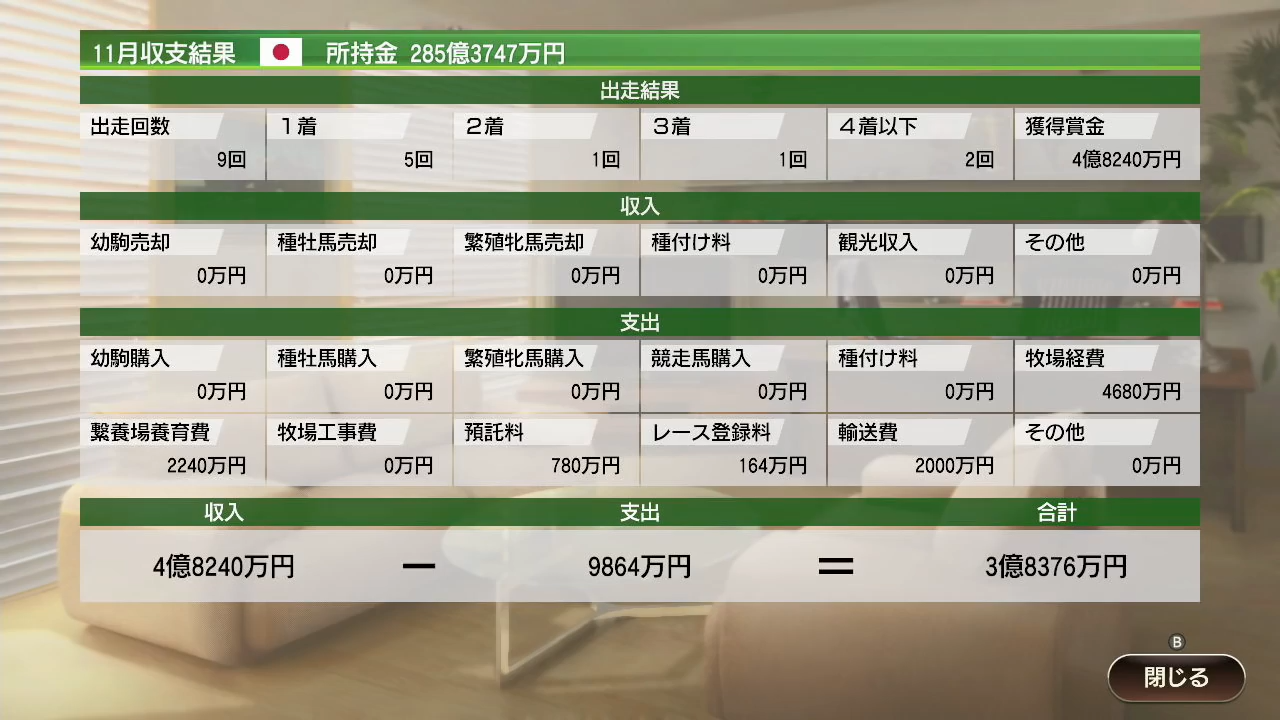 11月収支結果 所持金 285億3747万円
出走結果
出走回数 1着 2着 3着 4着以下 獲得賞金
9回 5回 1回 1回 2回 4億8240万円
収入
幼駒売却 種牡馬売却 繁殖牝馬売却 種付け料 観光収入 その他
0万円 0万円 0万円 0万円 0万円 0万円
支出
幼駒購入 種牡馬購入 繁殖牝馬購入 競走馬購入 種付け料 牧場経費
0万円 0万円 0万円 0万円 0万円 4680万円
繋養場養育費 牧場工事費 預託料 レース登録料 輸送費 その他
2240万円 0万円 780万円 164万円 2000万円 0万円
収入 支出 合計
4億8240万円 － 9864万円 ＝ 3億8376万円
B
閉じる